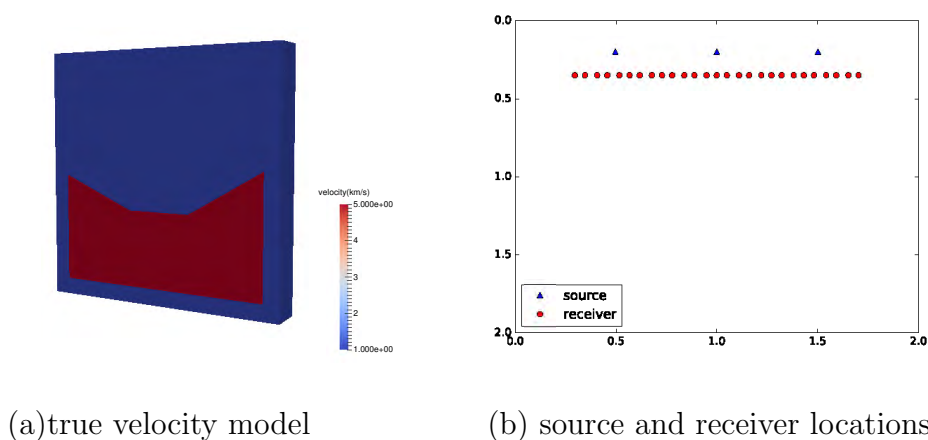 velocity(km/s)
5.000e+00
4
3
2
1.000e+00
0.0
0.5
1.0
1.5
2.0
0.0
0.5
1.0
1.5
2.0
source
receiver
(a)true velocity model
(b) source and receiver locations